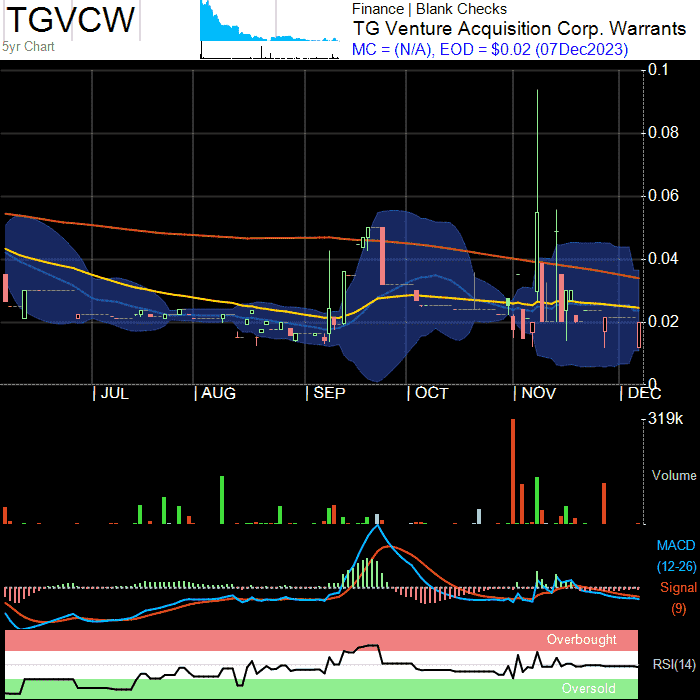 TGVCW
5yr Chart
Finance | Blank Checks
TG Venture Acquisition Corp. Warrants
MC = (N/A), EOD = $0.02 (07Dec2023)
0.1
0.08
0.06
0.04
0.02
0
JUL
AUG
SEP
OCT
NOV
DEC
319k
Volume
MACD
(12-26)
Signal
(9)
Overbought
RSI(14)
Oversold